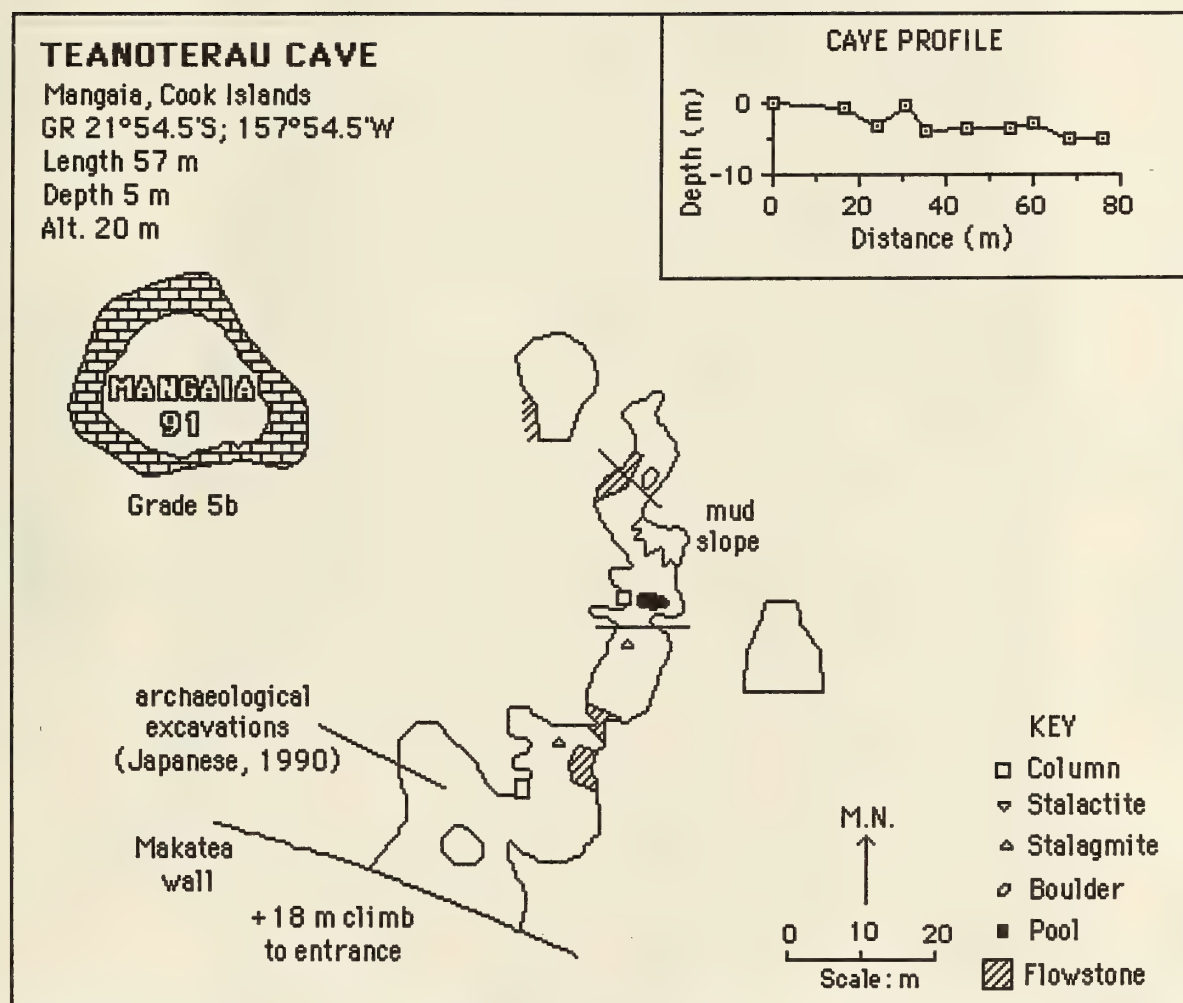 TEANOTERAU CAVE
Mangaia, Cook Islands
GR 21°54.5'S; 157°54.5'W
Length 57 m
Depth 5 m
Alt. 20 m
CAVE PROFILE
Depth (m)
0
-10
0 20 40 60 80
Distance (m)
MANGAIA
91
Grade 5b
mud
slope
archaeological
excavations
(Japanese, 1990)
Makatea
wall
+18 m climb
to entrance
M.N.
0 10 20
Scale: m
KEY
Column
Stalactite
Stalagmite
Boulder
Pool
Flowstone